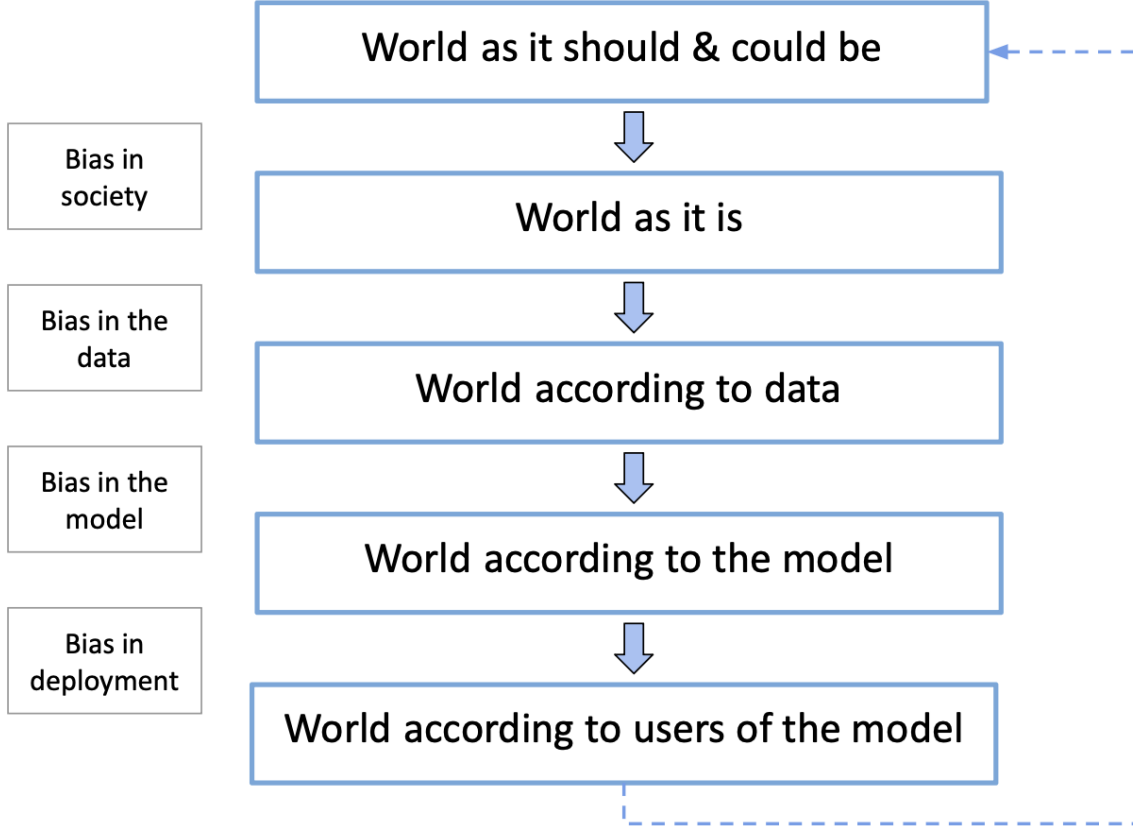 World as it should & could be
Bias in
society
World as it is
Bias in the
data
World according to data
Bias in the
model
World according to the model
Bias in
deployment
World according to users of the model